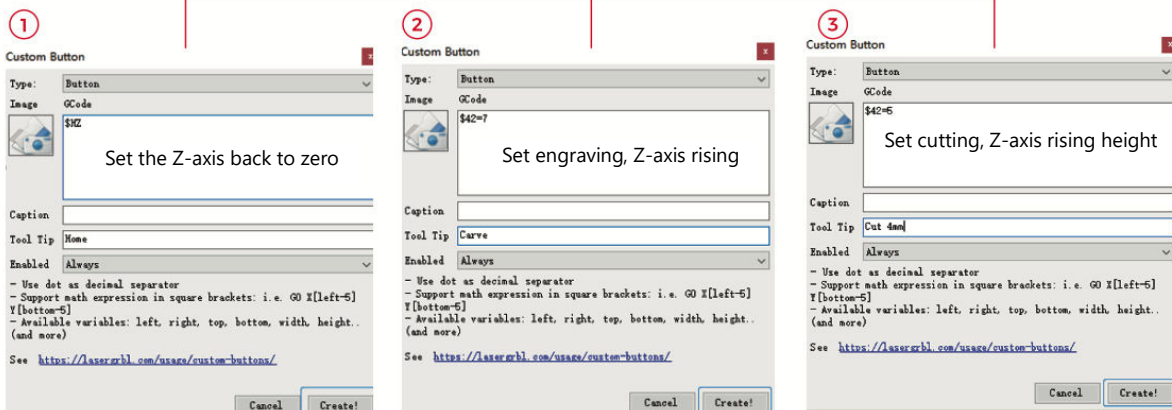 1
Custom Button
x
Type:
Button
Image
GCode
$HZ
Set the Z-axis back to zero
Caption
Tool Tip
Home
Enabled
Always
- Use dot as decimal separator
- Support math expression in square brackets: i.e. G0 X[left-5]
Y[bottom-5]
- Available variables: left, right, top, bottom, width, height..
(and more)
See https://lasergrbl.com/usage/custom-buttons/
Cancel
Create!
2
Custom Button
x
Type:
Button
Image
GCode
$42=7
Set engraving, Z-axis rising
Caption
Tool Tip
Carve
Enabled
Always
- Use dot as decimal separator
- Support math expression in square brackets: i.e. G0 X[left-5]
Y[bottom-5]
- Available variables: left, right, top, bottom, width, height..
(and more)
See https://lasergrbl.com/usage/custom-buttons/
Cancel
Create!
3
Custom Button
x
Type:
Button
Image
GCode
$42=5
Set cutting, Z-axis rising height
Caption
Tool Tip
Cut 4mm
Enabled
Always
- Use dot as decimal separator
- Support math expression in square brackets: i.e. G0 X[left-5]
Y[bottom-5]
- Available variables: left, right, top, bottom, width, height..
(and more)
See https://lasergrbl.com/usage/custom-buttons/
Cancel
Create!